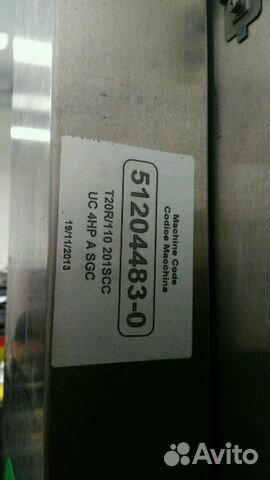 Machine Code
Codice Macchina
51204483-0
T20R/110 201SCC
UC 4HP A SGC
19/11/2013
Avito